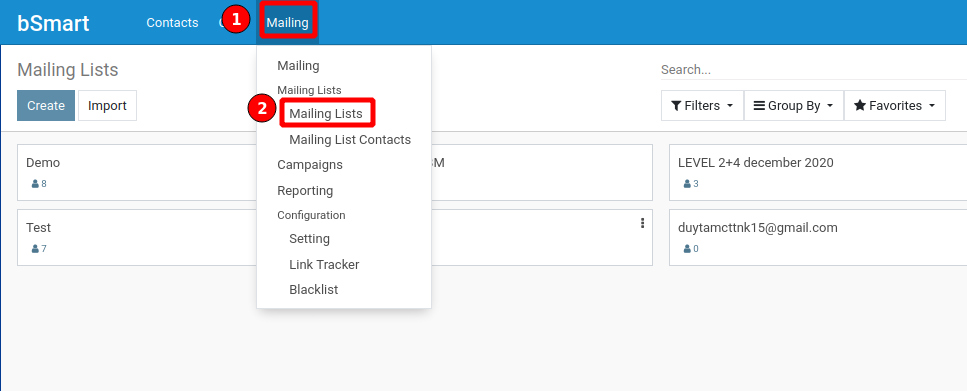 bSmart
Contacts
1
Mailing
Mailing Lists
Search...
Create
Import
Filters
Group By
Favorites
Mailing
Mailing Lists
2
Mailing Lists
Mailing List Contacts
Campaigns
Reporting
Configuration
Setting
Link Tracker
Blacklist
Demo
8
LEVEL 2+4 december 2020
3
Test
7
duytamcttnk15@gmail.com
0